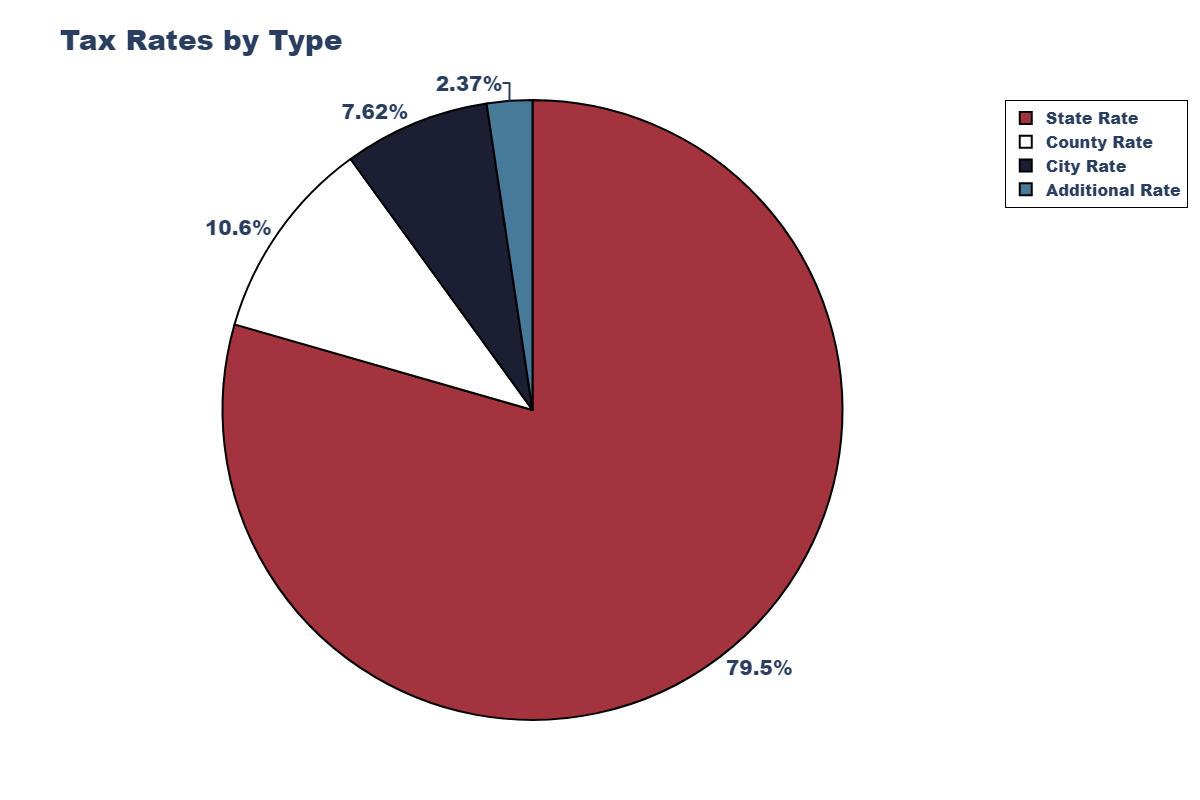 Tax Rates by Type
2.37%
7.62%
10.6%
79.5%
State Rate
County Rate
City Rate
Additional Rate